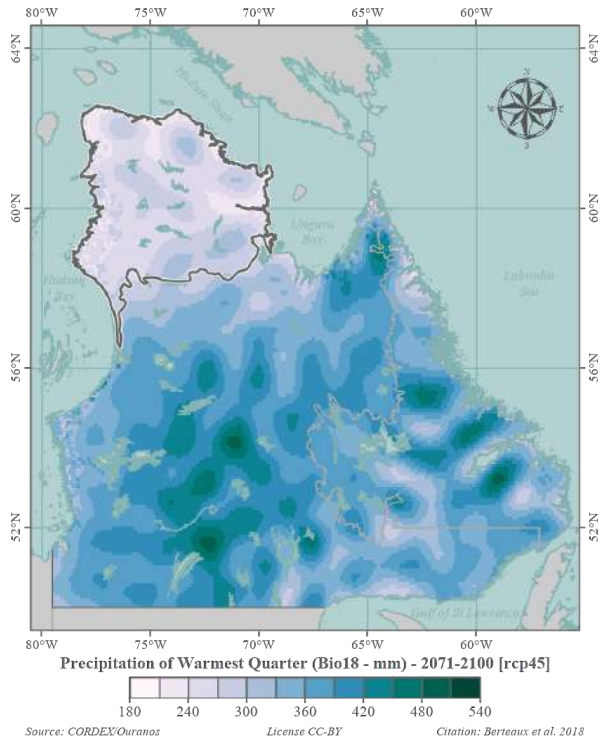 80°W 75°W 70°W 65°W 60°W
64°N 64°N
Hudson Strait
N
W E
S
60°N 60°N
Ungava
Bay
Hudson
Bay
Labrador
Sea
56°N 56°N
52°N 52°N
Gulf of St Lawrence
80°W 75°W 70°W 65°W 60°W
Precipitation of Warmest Quarter (Bio18 - mm) - 2071-2100 [rcp45]
180 240 300 360 420 480 540
Source: CORDEX/Ouranos License CC-BY Citation: Berteaux et al. 2018